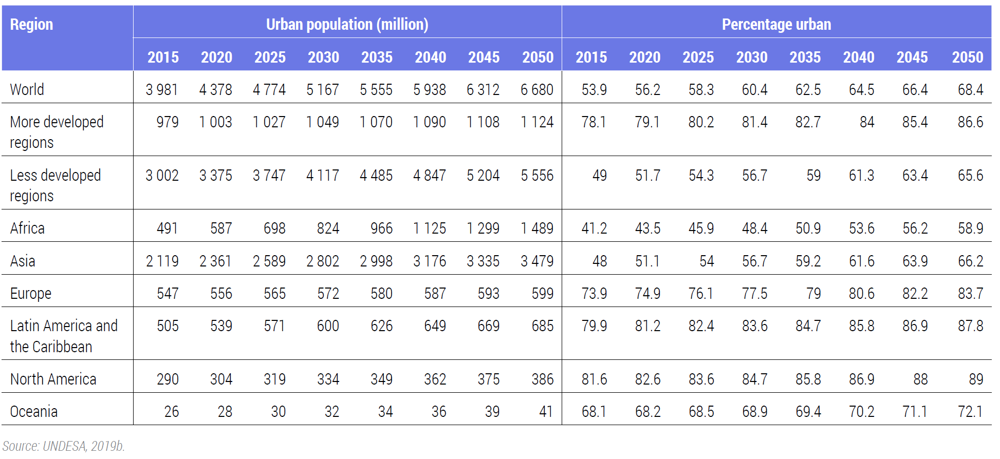 Region Urban population (million) Percentage urban
2015 2020 2025 2030 2035 2040 2045 2050 2015 2020 2025 2030 2035 2040 2045 2050
World 3 981 4 378 4 774 5 167 5 555 5 938 6 312 6 680 53.9 56.2 58.3 60.4 62.5 64.5 66.4 68.4
More developed 979 1 003 1 027 1 049 1 070 1 090 1 108 1 124 78.1 79.1 80.2 81.4 82.7 84 85.4 86.6
regions
Less developed 3 002 3 375 3 747 4 117 4 485 4 847 5 204 5 556 49 51.7 54.3 56.7 59 61.3 63.4 65.6
regions
Africa 491 587 698 824 966 1 125 1 299 1 489 41.2 43.5 45.9 48.4 50.9 53.6 56.2 58.9
Asia 2 119 2 361 2 589 2 802 2 998 3 176 3 335 3 479 48 51.1 54 56.7 59.2 61.6 63.9 66.2
Europe 547 556 565 572 580 587 593 599 73.9 74.9 76.1 77.5 79 80.6 82.2 83.7
Latin America and 505 539 571 600 626 649 669 685 79.9 81.2 82.4 83.6 84.7 85.8 86.9 87.8
the Caribbean
North America 290 304 319 334 349 362 375 386 81.6 82.6 83.6 84.7 85.8 86.9 88 89
Oceania 26 28 30 32 34 36 39 41 68.1 68.2 68.5 68.9 69.4 70.2 71.1 72.1
Source: UNDESA, 2019b.